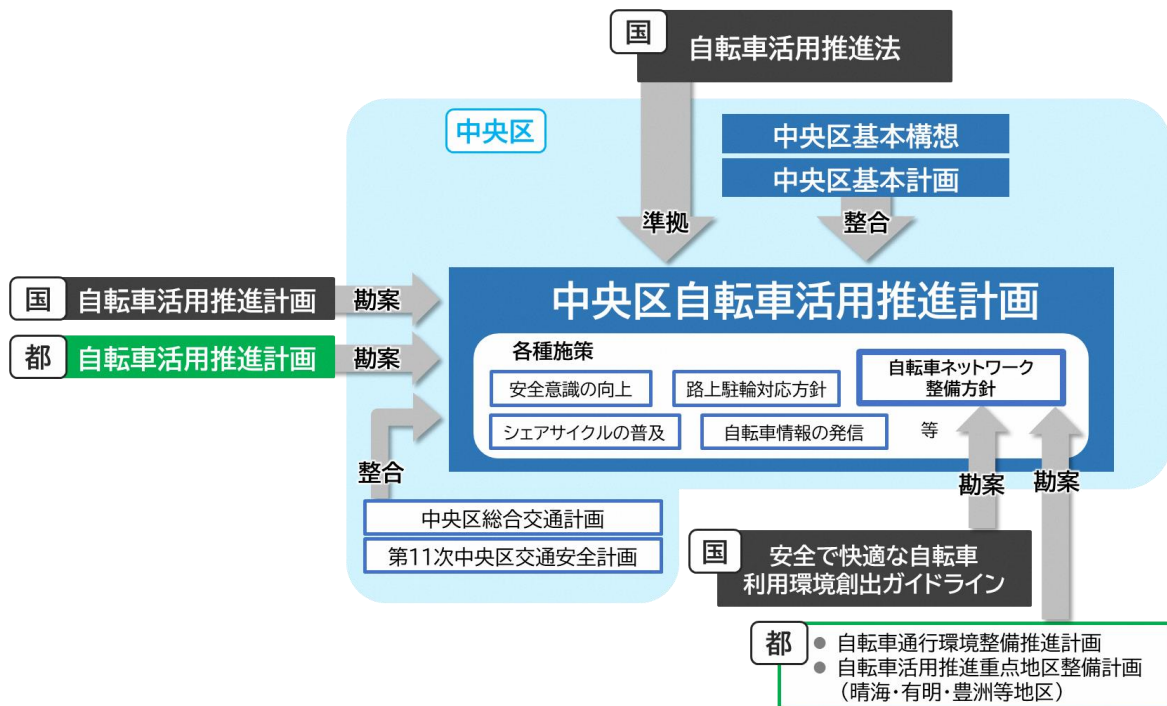 国
自転車活用推進法
中央区
中央区基本構想
中央区基本計画
準拠
整合
国
自転車活用推進計画
勘案
都
自転車活用推進計画
勘案
中央区自転車活用推進計画
各種施策
安全意識の向上
路上駐輪対応方針
自転車ネットワーク
整備方針
シェアサイクルの普及
自転車情報の発信
等
整合
中央区総合交通計画
第11次中央区交通安全計画
勘案
勘案
国
安全で快適な自転車
利用環境創出ガイドライン
都
● 自転車通行環境整備推進計画
● 自転車活用推進重点地区整備計画
(晴海・有明・豊洲等地区)